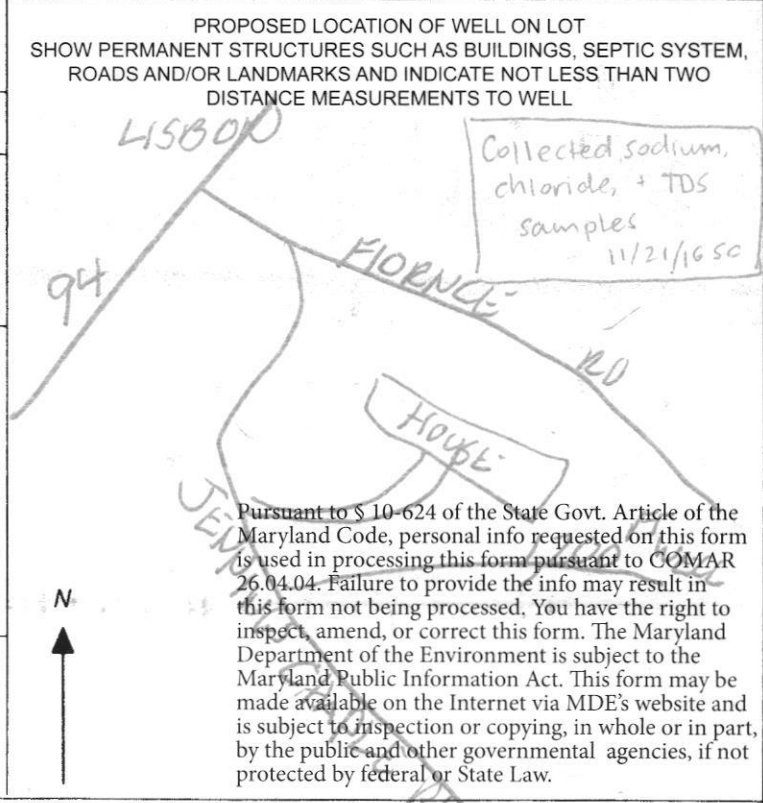 PROPOSED LOCATION OF WELL ON LOT
SHOW PERMANENT STRUCTURES SUCH AS BUILDINGS, SEPTIC SYSTEM,
ROADS AND/OR LANDMARKS AND INDICATE NOT LESS THAN TWO
DISTANCE MEASUREMENTS TO WELL
LISBON
Collected sodium,
chloride, + TDS
samples
11/21/16 SC
94
FLORNCE
RD
HOUSE
WELL
JENNINGS CHAPLE RD
N
Pursuant to § 10-624 of the State Govt. Article of the
Maryland Code, personal info requested on this form
is used in processing this form pursuant to COMAR
26.04.04. Failure to provide the info may result in
this form not being processed. You have the right to
inspect, amend, or correct this form. The Maryland
Department of the Environment is subject to the
Maryland Public Information Act. This form may be
made available on the Internet via MDE's website and
is subject to inspection or copying, in whole or in part,
by the public and other governmental agencies, if not
protected by federal or State Law.